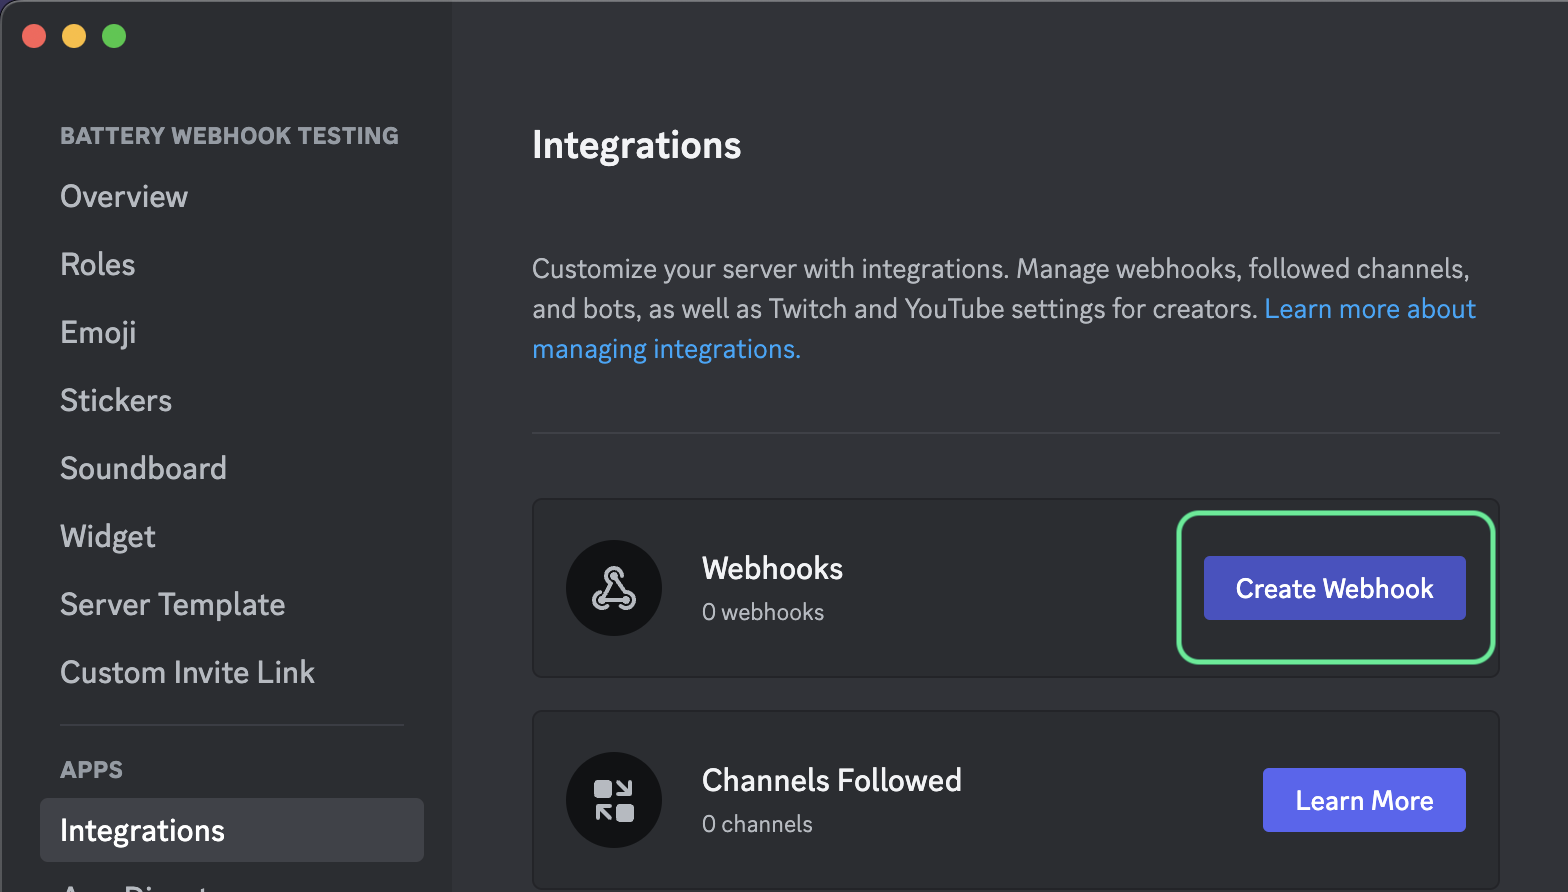 BATTERY WEBHOOK TESTING
Overview
Roles
Emoji
Stickers
Soundboard
Widget
Server Template
Custom Invite Link
APPS
Integrations
Integrations
Customize your server with integrations. Manage webhooks, followed channels,
and bots, as well as Twitch and YouTube settings for creators. Learn more about
managing integrations.
Webhooks
0 webhooks
Create Webhook
Channels Followed
0 channels
Learn More